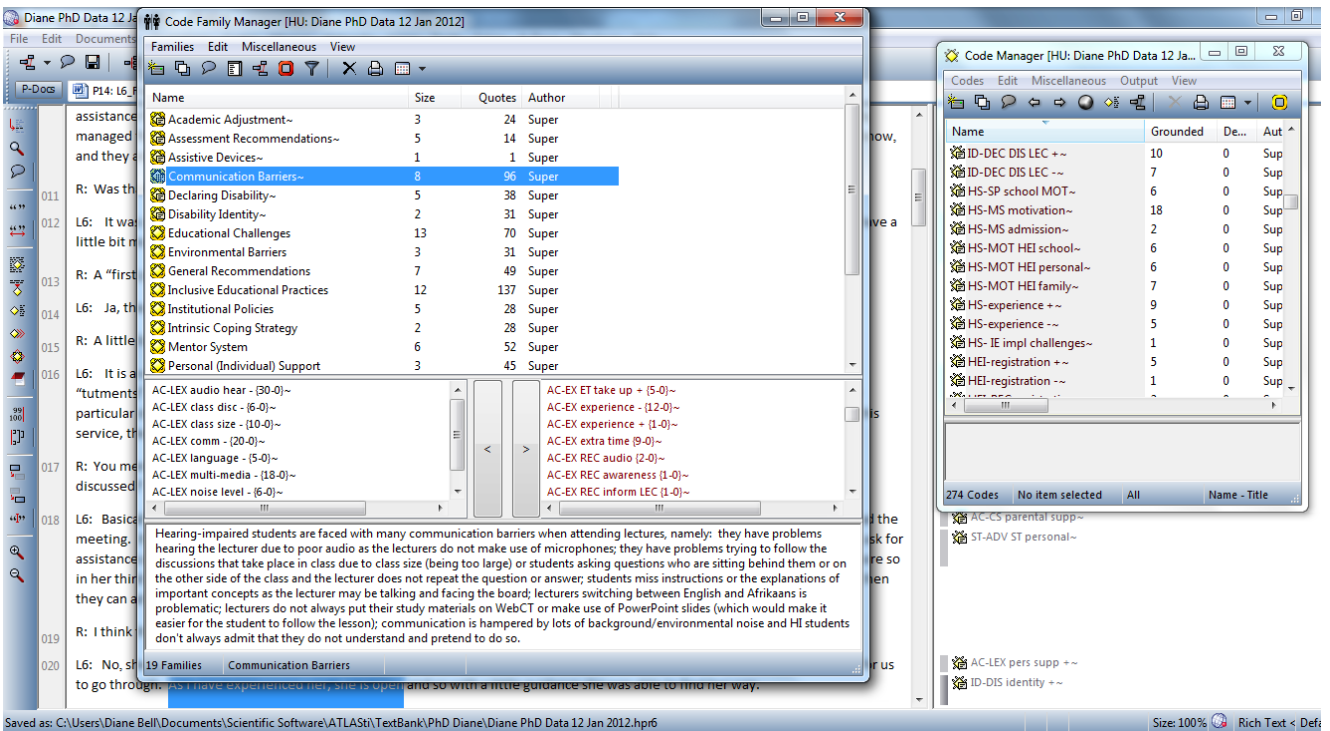 Diane PhD Data 12 Ja
File Edit Documents
P-Docs P14: L6_
Code Family Manager [HU: Diane PhD Data 12 Jan 2012]
Families Edit Miscellaneous View
Name Size Quotes Author
Academic Adjustment~ 3 24 Super
Assessment Recommendations~ 5 14 Super
Assistive Devices~ 1 1 Super
Communication Barriers~ 8 96 Super
Declaring Disability~ 5 38 Super
Disability Identity~ 2 31 Super
Educational Challenges 13 70 Super
Environmental Barriers 3 31 Super
General Recommendations 7 49 Super
Inclusive Educational Practices 12 137 Super
Institutional Policies 5 28 Super
Intrinsic Coping Strategy 2 28 Super
Mentor System 6 52 Super
Personal (Individual) Support 3 45 Super
AC-LEX audio hear - {30-0}~
AC-LEX class disc - {6-0}~
AC-LEX class size - {10-0}~
AC-LEX comm - {20-0}~
AC-LEX language - {5-0}~
AC-LEX multi-media - {18-0}~
AC-LEX noise level - {6-0}~
< >
AC-EX ET take up + {5-0}~
AC-EX experience - {12-0}~
AC-EX experience + {1-0}~
AC-EX extra time {9-0}~
AC-EX REC audio {2-0}~
AC-EX REC awareness {1-0}~
AC-EX REC inform LEC {1-0}~
Hearing-impaired students are faced with many communication barriers when attending lectures, namely: they have problems
hearing the lecturer due to poor audio as the lecturers do not make use of microphones; they have problems trying to follow the
discussions that take place in class due to class size (being too large) or students asking questions who are sitting behind them or on
the other side of the class and the lecturer does not repeat the question or answer; students miss instructions or the explanations of
important concepts as the lecturer may be talking and facing the board; lecturers switching between English and Afrikaans is
problematic; lecturers do not always put their study materials on WebCT or make use of PowerPoint slides (which would make it
easier for the student to follow the lesson); communication is hampered by lots of background/environmental noise and HI students
don't always admit that they do not understand and pretend to do so.
19 Families Communication Barriers
assistance
managed now,
and they a
011 R: Was th
012 L6: It was ve a
little bit m
013 R: A "first
014 L6: Ja, th
015 R: A little
016 L6: It is a
"tutments
particular is
service, th
017 R: You me
discussed
018 L6: Basica d the
meeting. sk for
assistance re so
in her thin en
they can a
019 R: I think
020 L6: No, sh or us
to go through. As I have experienced her, she is open and so with a little guidance she was able to find her way.
Code Manager [HU: Diane PhD Data 12 Ja...
Codes Edit Miscellaneous Output View
Name Grounded De... Aut
ID-DEC DIS LEC +~ 10 0 Sup
ID-DEC DIS LEC -~ 7 0 Sup
HS-SP school MOT~ 6 0 Sup
HS-MS motivation~ 18 0 Sup
HS-MS admission~ 2 0 Sup
HS-MOT HEI school~ 6 0 Sup
HS-MOT HEI personal~ 6 0 Sup
HS-MOT HEI family~ 7 0 Sup
HS-experience +~ 9 0 Sup
HS-experience -~ 5 0 Sup
HS- IE impl challenges~ 1 0 Sup
HEI-registration +~ 5 0 Sup
HEI-registration -~ 1 0 Sup
274 Codes No item selected All Name - Title
AC-CS parental supp~
ST-ADV ST personal~
AC-LEX pers supp +~
ID-DIS identity +~
Saved as: C:\Users\Diane Bell\Documents\Scientific Software\ATLASti\TextBank\PhD Diane\Diane PhD Data 12 Jan 2012.hpr6
Size: 100% Rich Text < Defa